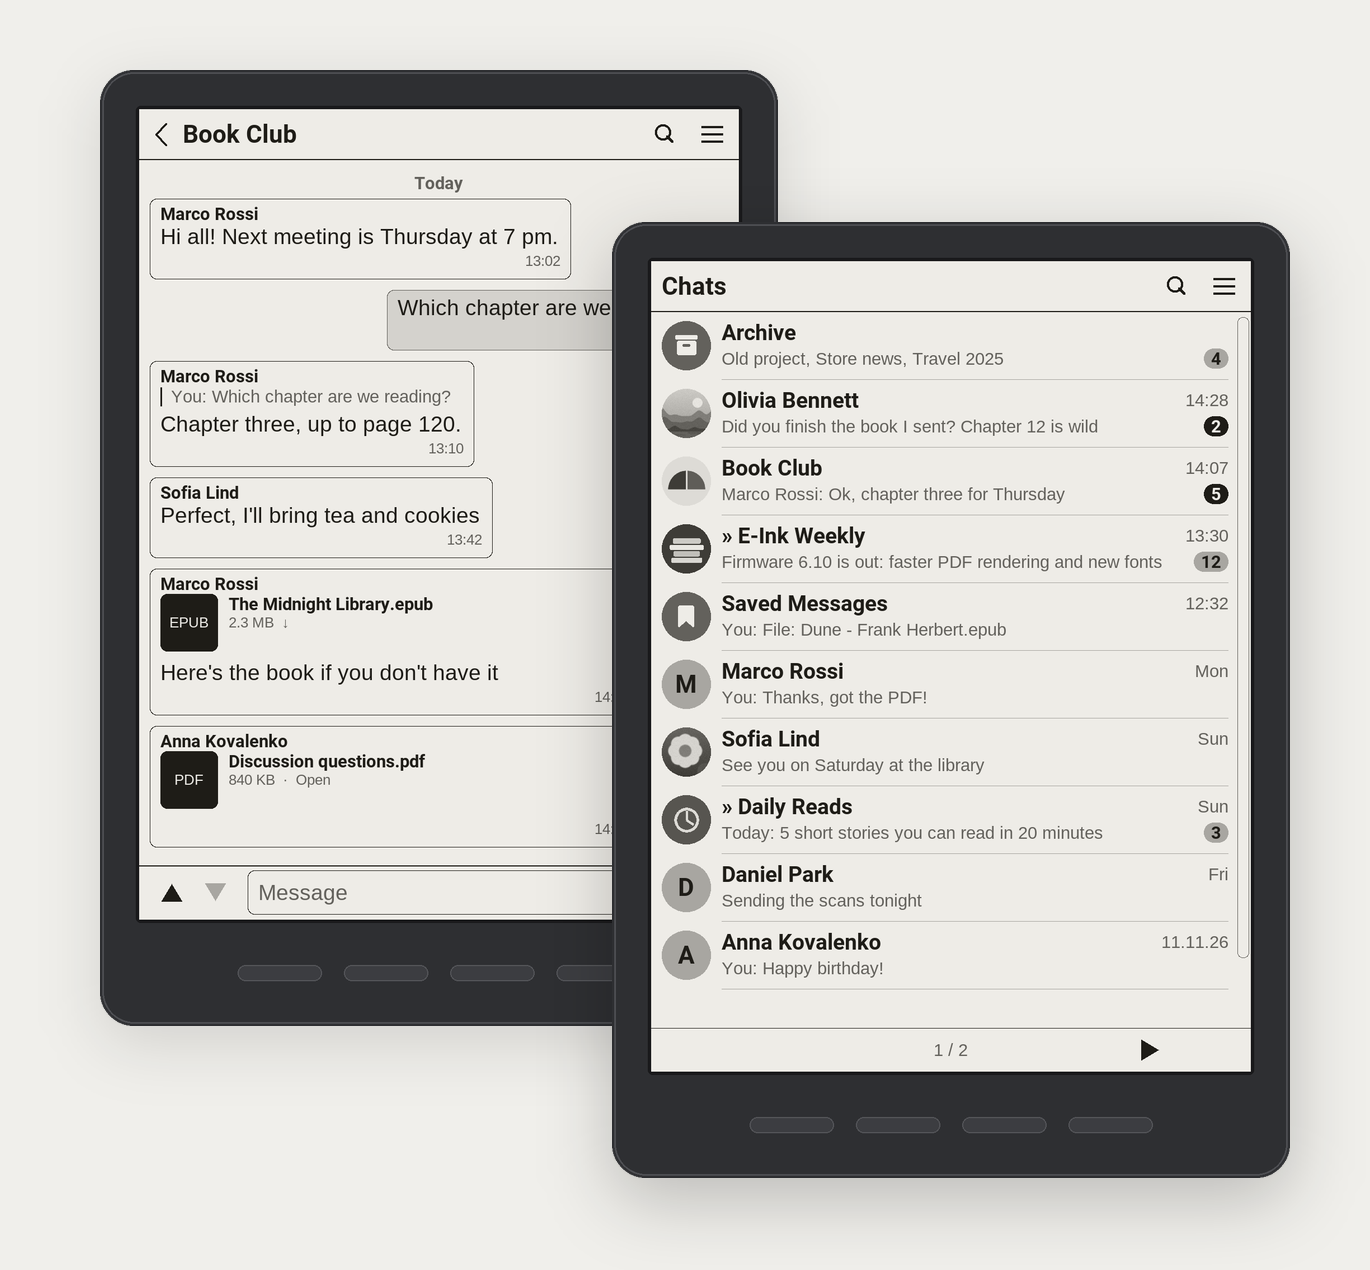 Book Club
Today
Marco Rossi
Hi all! Next meeting is Thursday at 7 pm.
13:02
Which chapter are we
Marco Rossi
You: Which chapter are we reading?
Chapter three, up to page 120.
13:10
Sofia Lind
Perfect, I'll bring tea and cookies
13:42
Marco Rossi
EPUB
The Midnight Library.epub
2.3 MB ↓
Here's the book if you don't have it
14:
Anna Kovalenko
PDF
Discussion questions.pdf
840 KB · Open
14:
Message
Chats
Archive
Old project, Store news, Travel 2025
4
Olivia Bennett
14:28
Did you finish the book I sent? Chapter 12 is wild
2
Book Club
14:07
Marco Rossi: Ok, chapter three for Thursday
5
» E-Ink Weekly
13:30
Firmware 6.10 is out: faster PDF rendering and new fonts
12
Saved Messages
12:32
You: File: Dune - Frank Herbert.epub
M
Marco Rossi
Mon
You: Thanks, got the PDF!
Sofia Lind
Sun
See you on Saturday at the library
» Daily Reads
Sun
Today: 5 short stories you can read in 20 minutes
3
D
Daniel Park
Fri
Sending the scans tonight
A
Anna Kovalenko
11.11.26
You: Happy birthday!
1 / 2